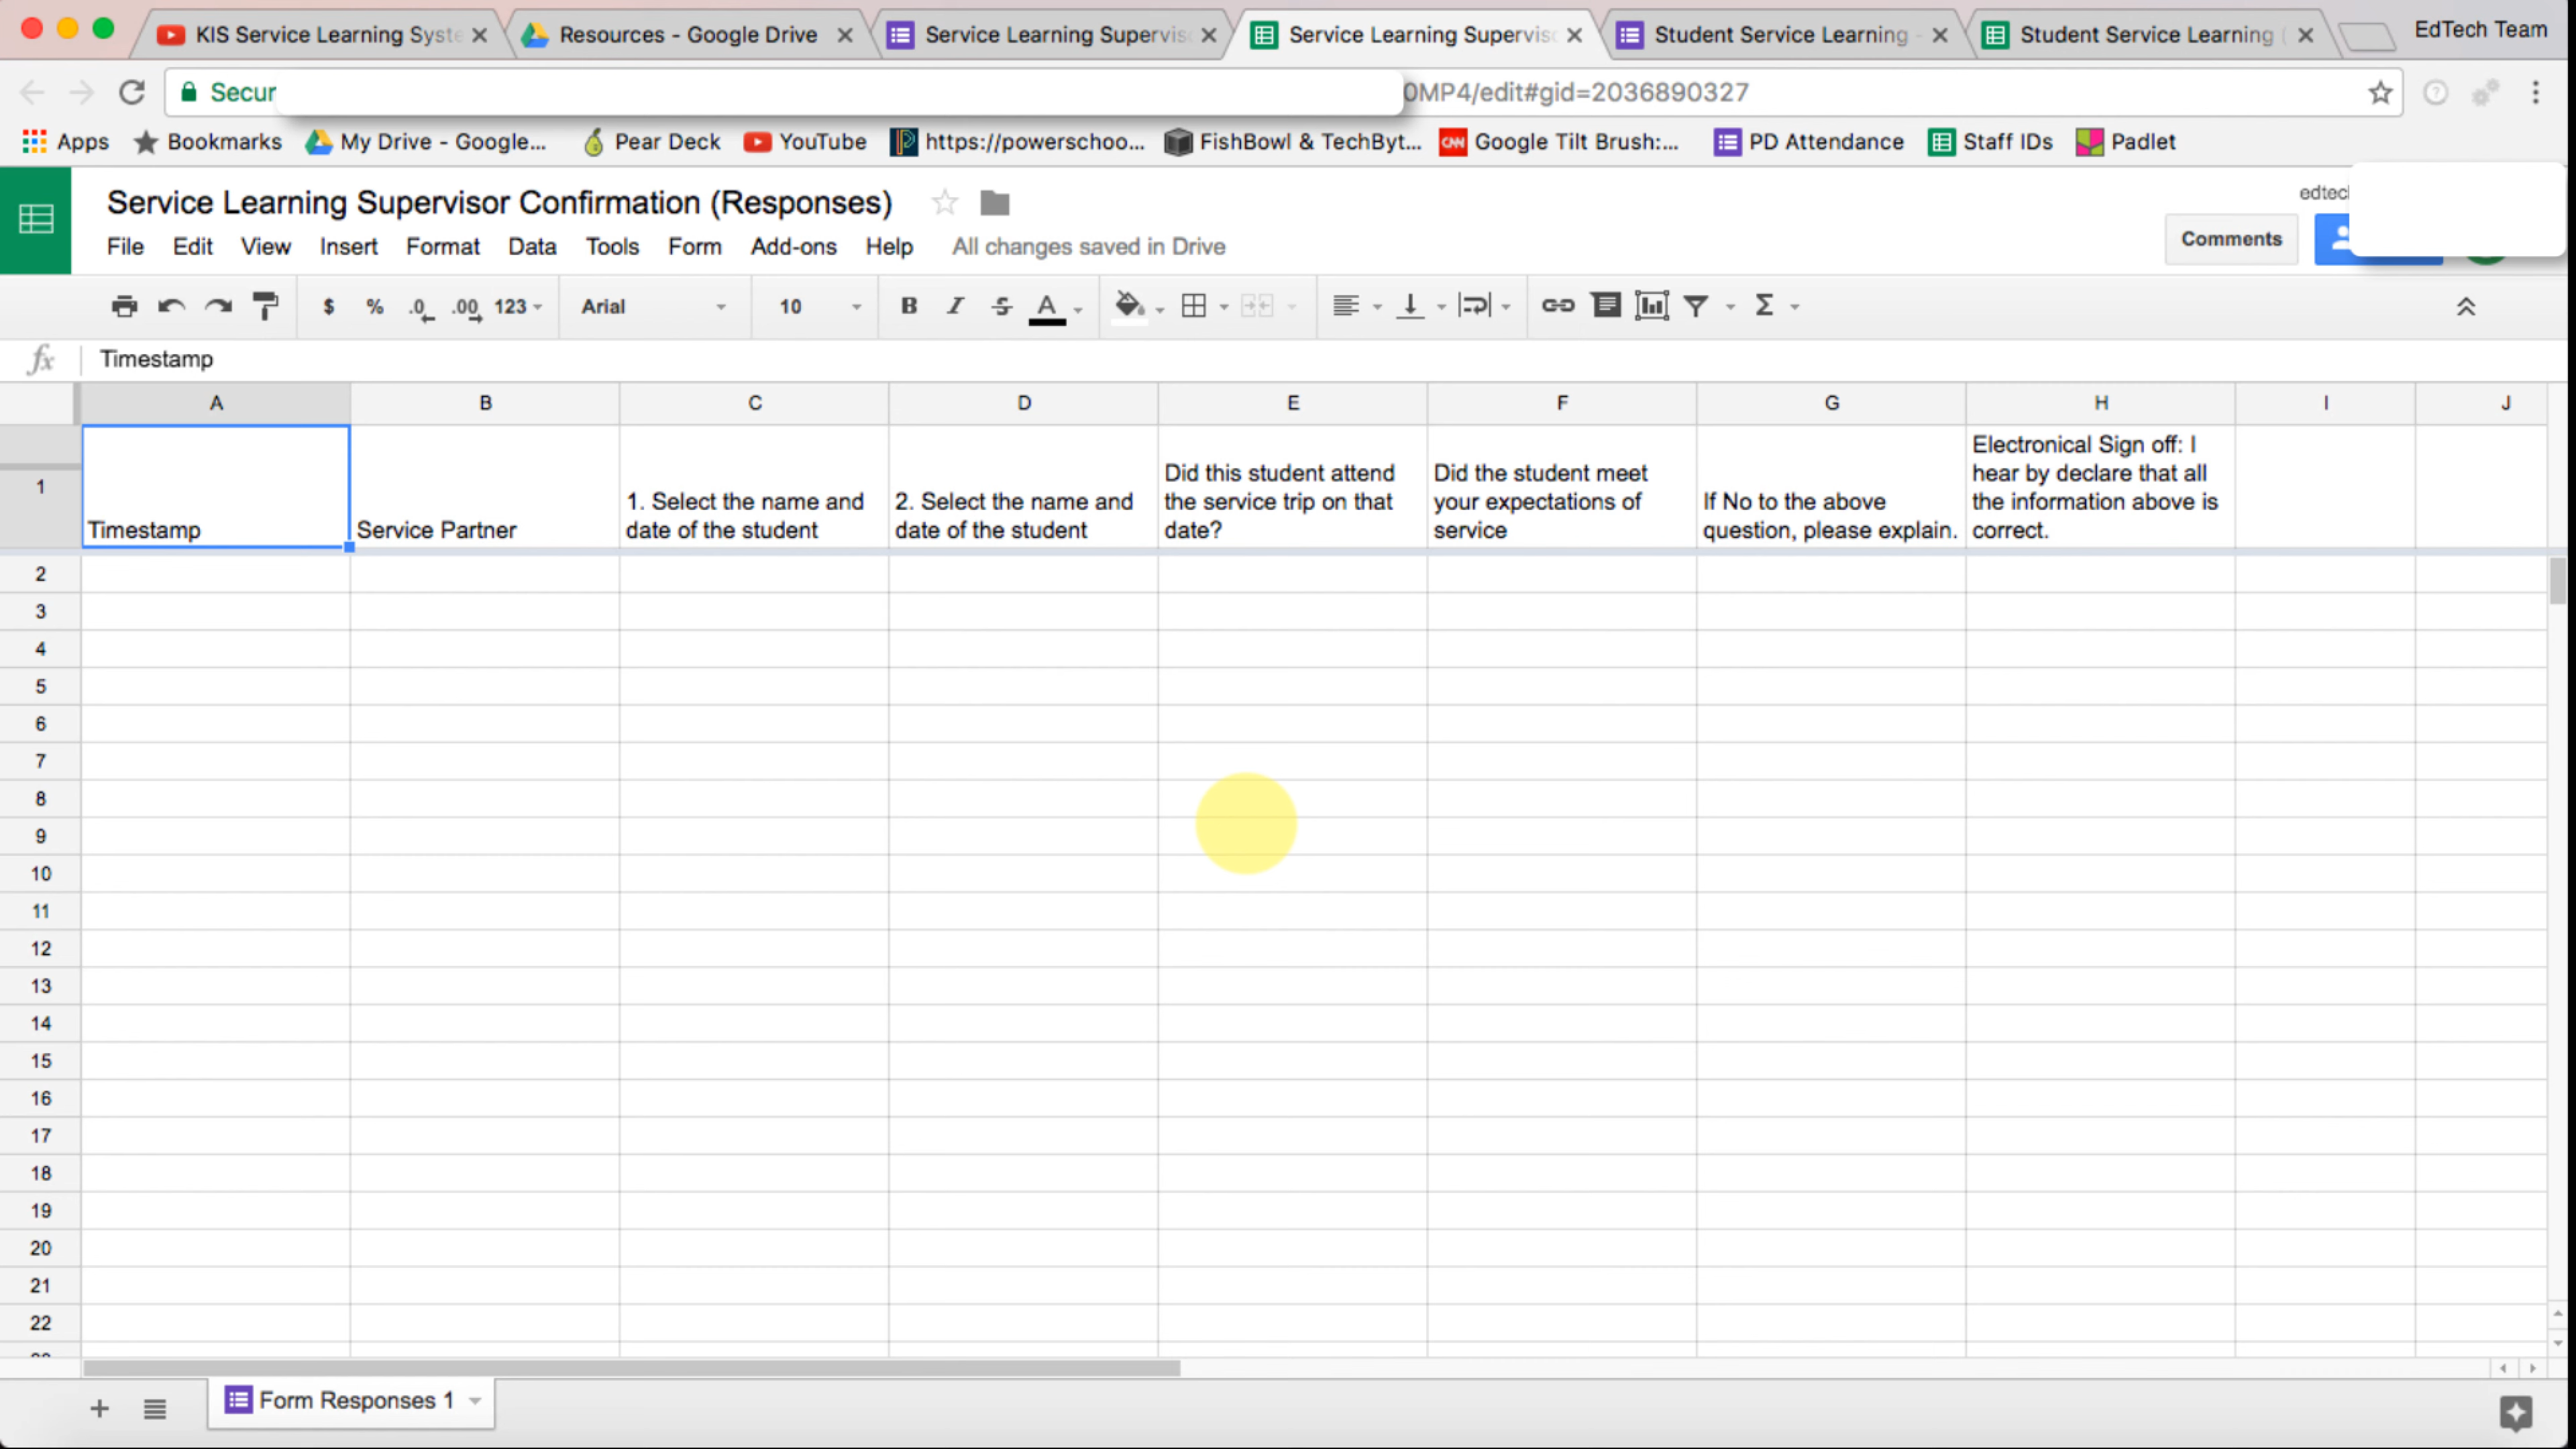 KIS Service Learning Syste
Resources - Google Drive
Service Learning Supervis
Service Learning Supervis
Student Service Learning -
Student Service Learning (
EdTech Team
Secur
0MP4/edit#gid=2036890327
Apps
Bookmarks
My Drive - Google...
Pear Deck
YouTube
https://powerschoo...
FishBowl & TechByt...
CNN
Google Tilt Brush:...
PD Attendance
Staff IDs
Padlet
Service Learning Supervisor Confirmation (Responses)
edtec
File Edit View Insert Format Data Tools Form Add-ons Help All changes saved in Drive
Comments
$ % .0 .00 123 Arial 10 B I S A Σ
fx Timestamp
A B C D E F G H I J
1
Timestamp
Service Partner
1. Select the name and
date of the student
2. Select the name and
date of the student
Did this student attend
the service trip on that
date?
Did the student meet
your expectations of
service
If No to the above
question, please explain.
Electronical Sign off: I
hear by declare that all
the information above is
correct.
2
3
4
5
6
7
8
9
10
11
12
13
14
15
16
17
18
19
20
21
22
Form Responses 1